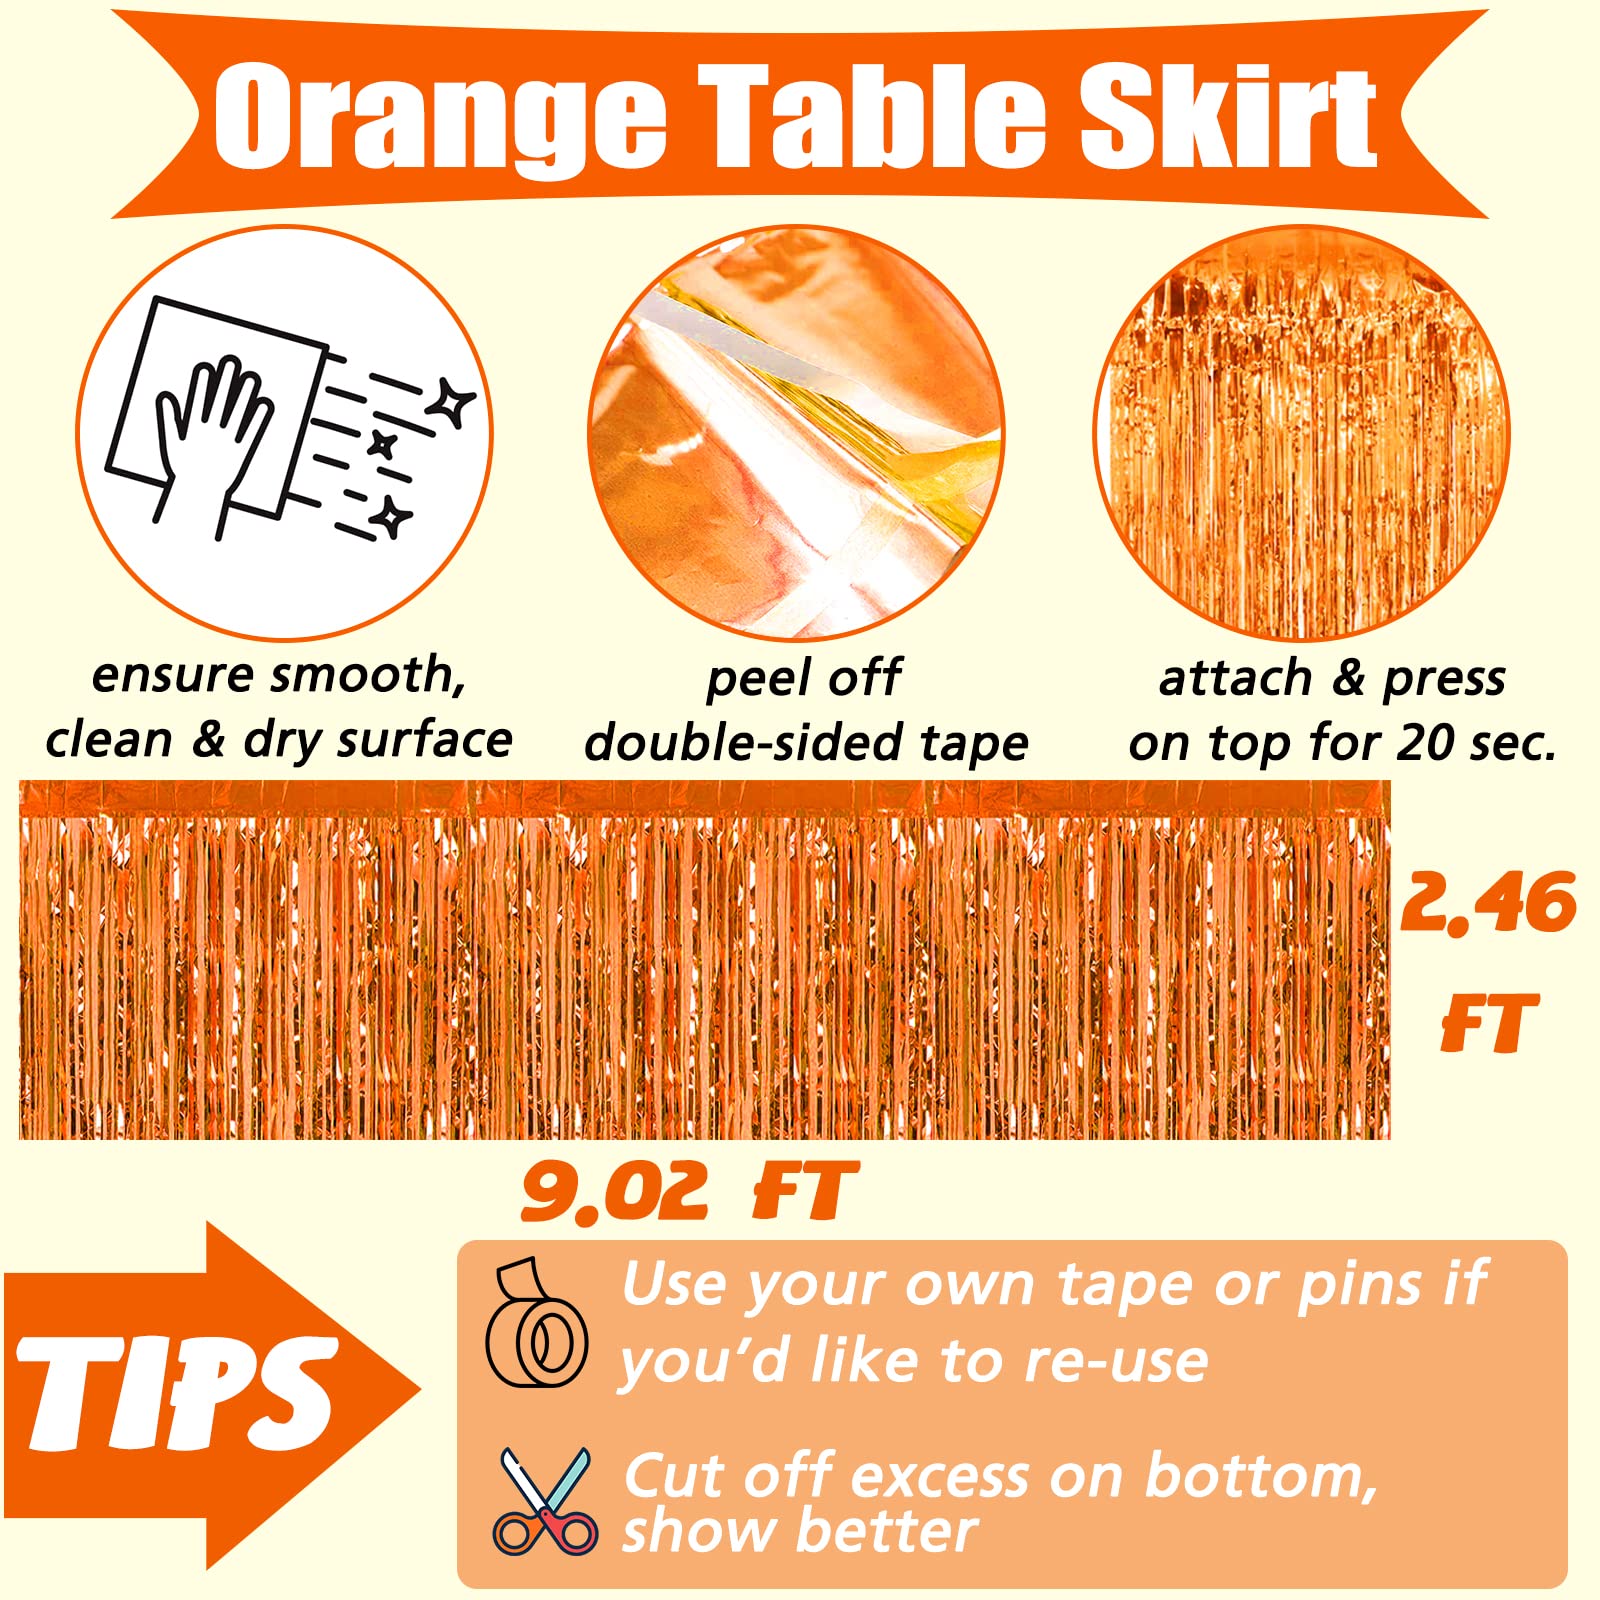 Orange Table Skirt
ensure smooth,
clean & dry surface
peel off
double-sided tape
attach & press
on top for 20 sec.
2.46
FT
9.02 FT
TIPS
Use your own tape or pins if
you’d like to re-use
Cut off excess on bottom,
show better